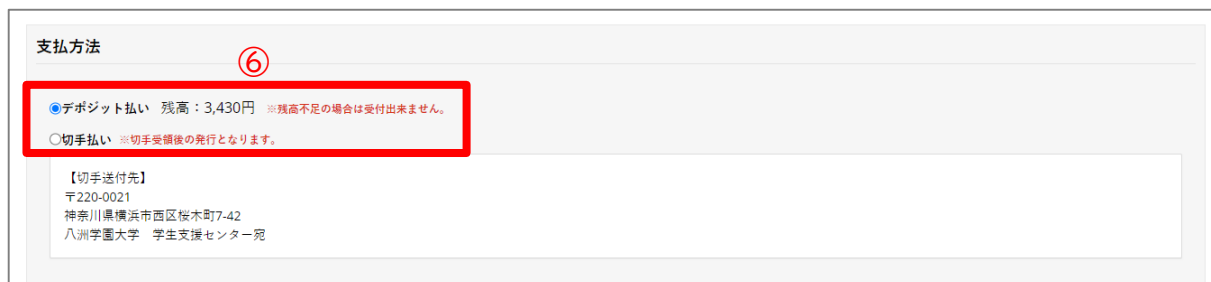 支払方法
⑥
デポジット払い 残高：3,430円 ※残高不足の場合は受付出来ません。
切手払い ※切手受領後の発行となります。
【切手送付先】
〒220-0021
神奈川県横浜市西区桜木町7-42
八洲学園大学　学生支援センター宛